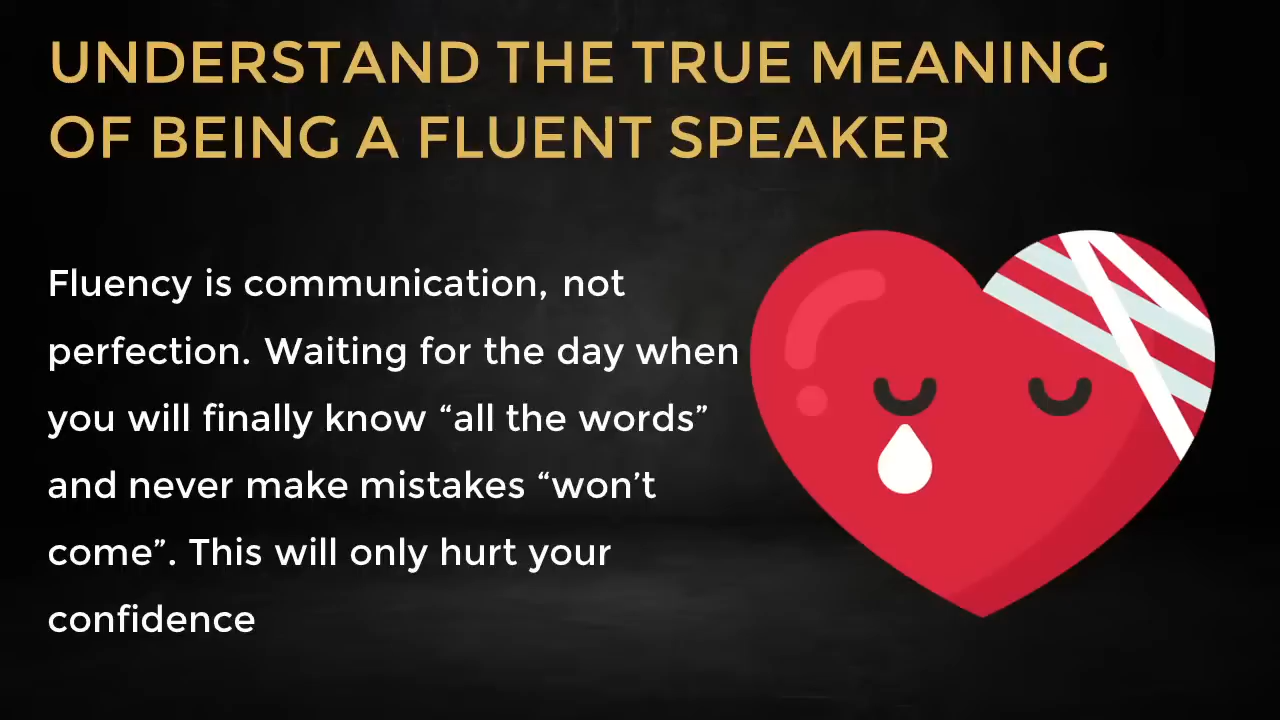 UNDERSTAND THE TRUE MEANING
OF BEING A FLUENT SPEAKER
Fluency is communication, not
perfection. Waiting for the day when
you will finally know “all the words”
and never make mistakes “won’t
come”. This will only hurt your
confidence